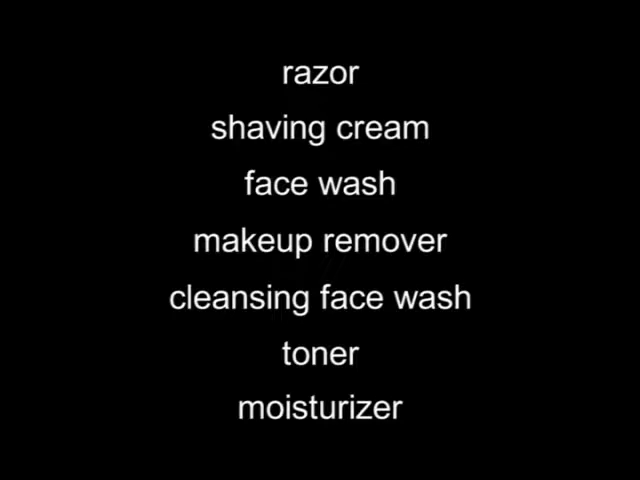 razor
shaving cream
face wash
makeup remover
cleansing face wash
toner
moisturizer